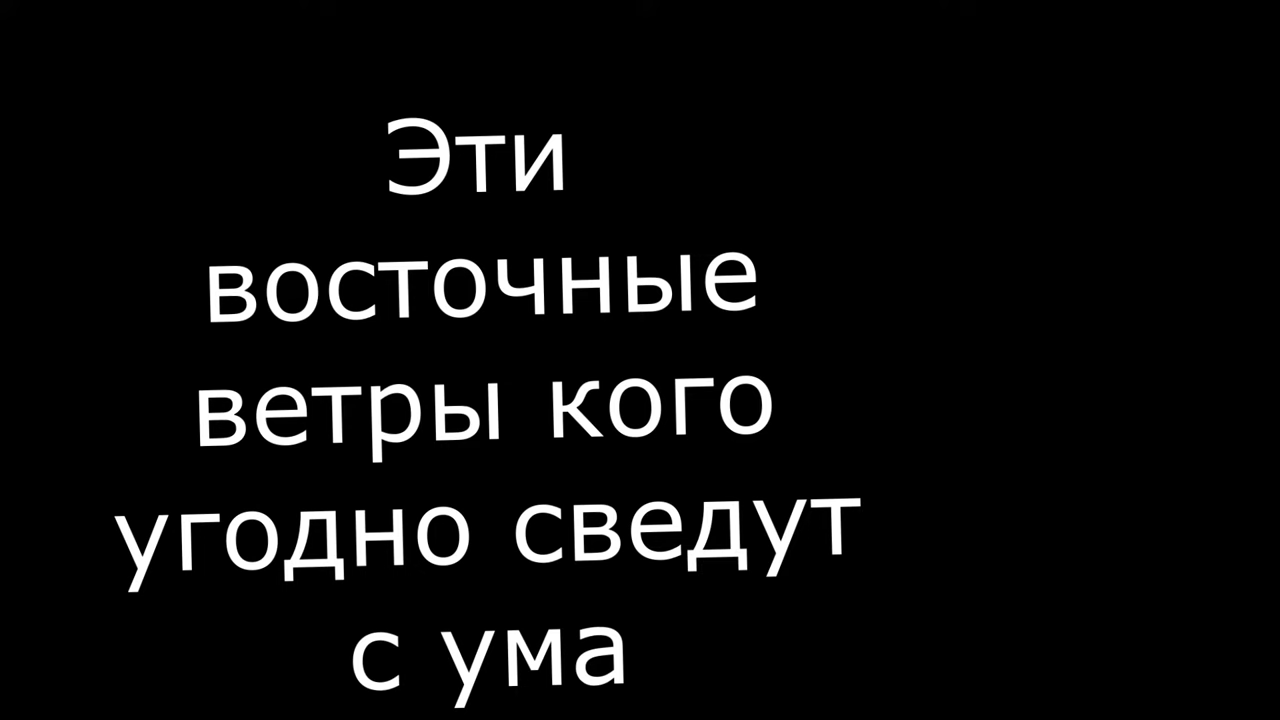 Эти
восточные
ветры кого
угодно сведут
с ума